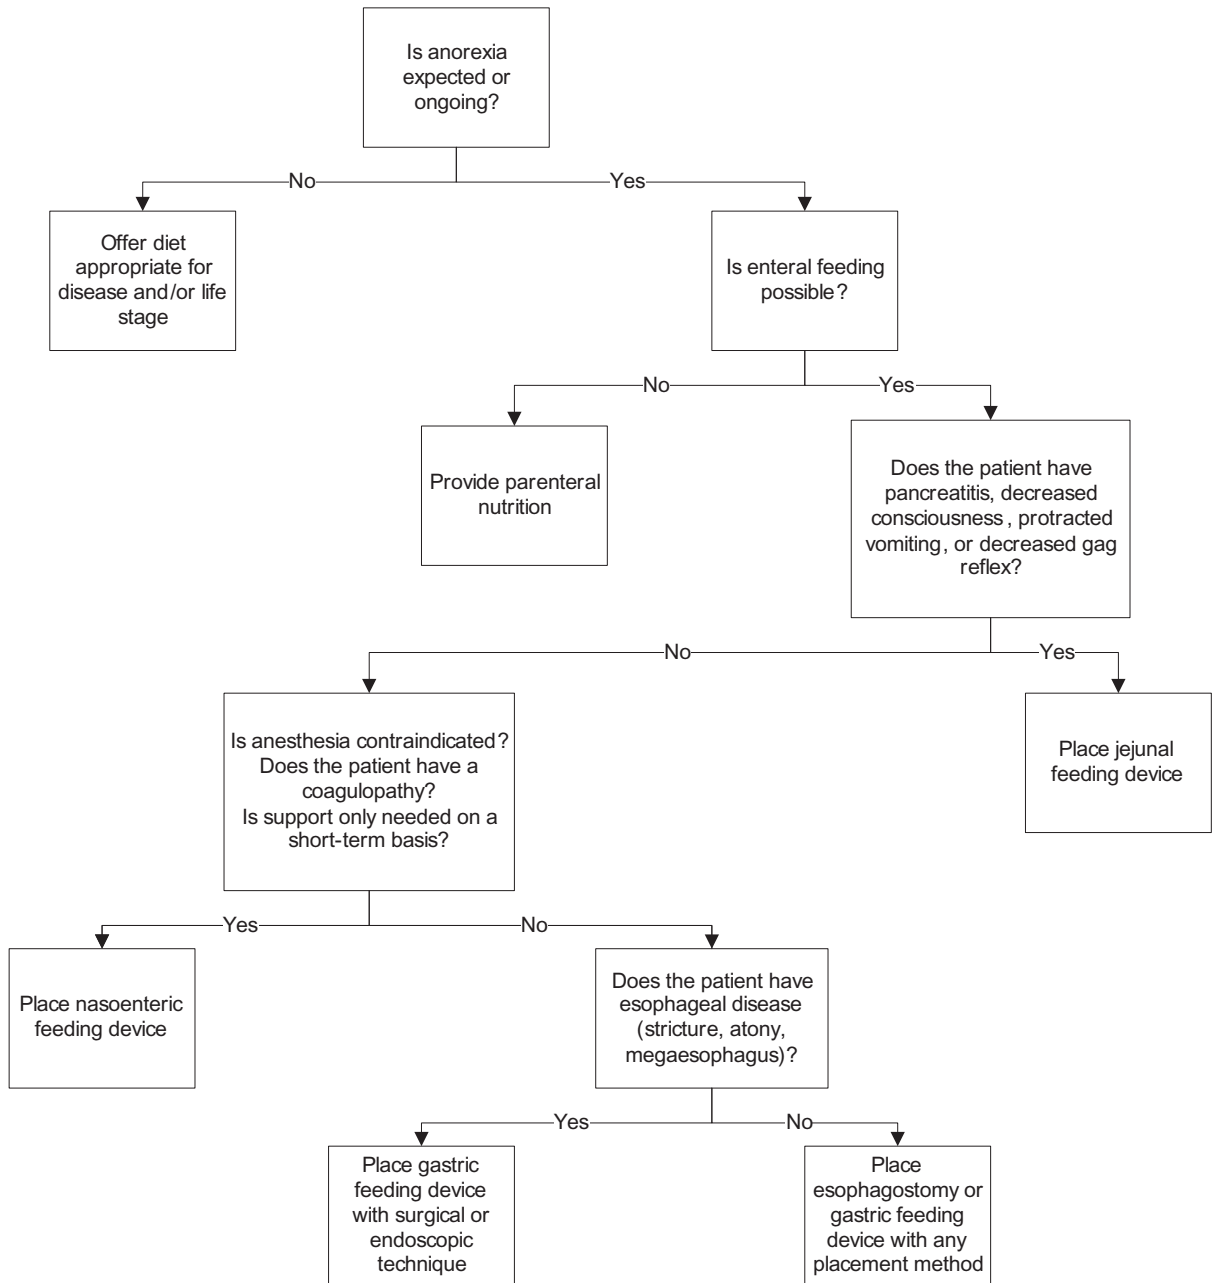 Is anorexia
expected or
ongoing?
No
Yes
Offer diet
appropriate for
disease and/or life
stage
Is enteral feeding
possible?
No
Yes
Provide parenteral
nutrition
Does the patient have
pancreatitis, decreased
consciousness, protracted
vomiting, or decreased gag
reflex?
No
Yes
Is anesthesia contraindicated?
Does the patient have a
coagulopathy?
Is support only needed on a
short-term basis?
Place jejunal
feeding device
Yes
No
Place nasoenteric
feeding device
Does the patient have
esophageal disease
(stricture, atony,
megaesophagus)?
Yes
No
Place gastric
feeding device
with surgical or
endoscopic
technique
Place
esophagostomy or
gastric feeding
device with any
placement method